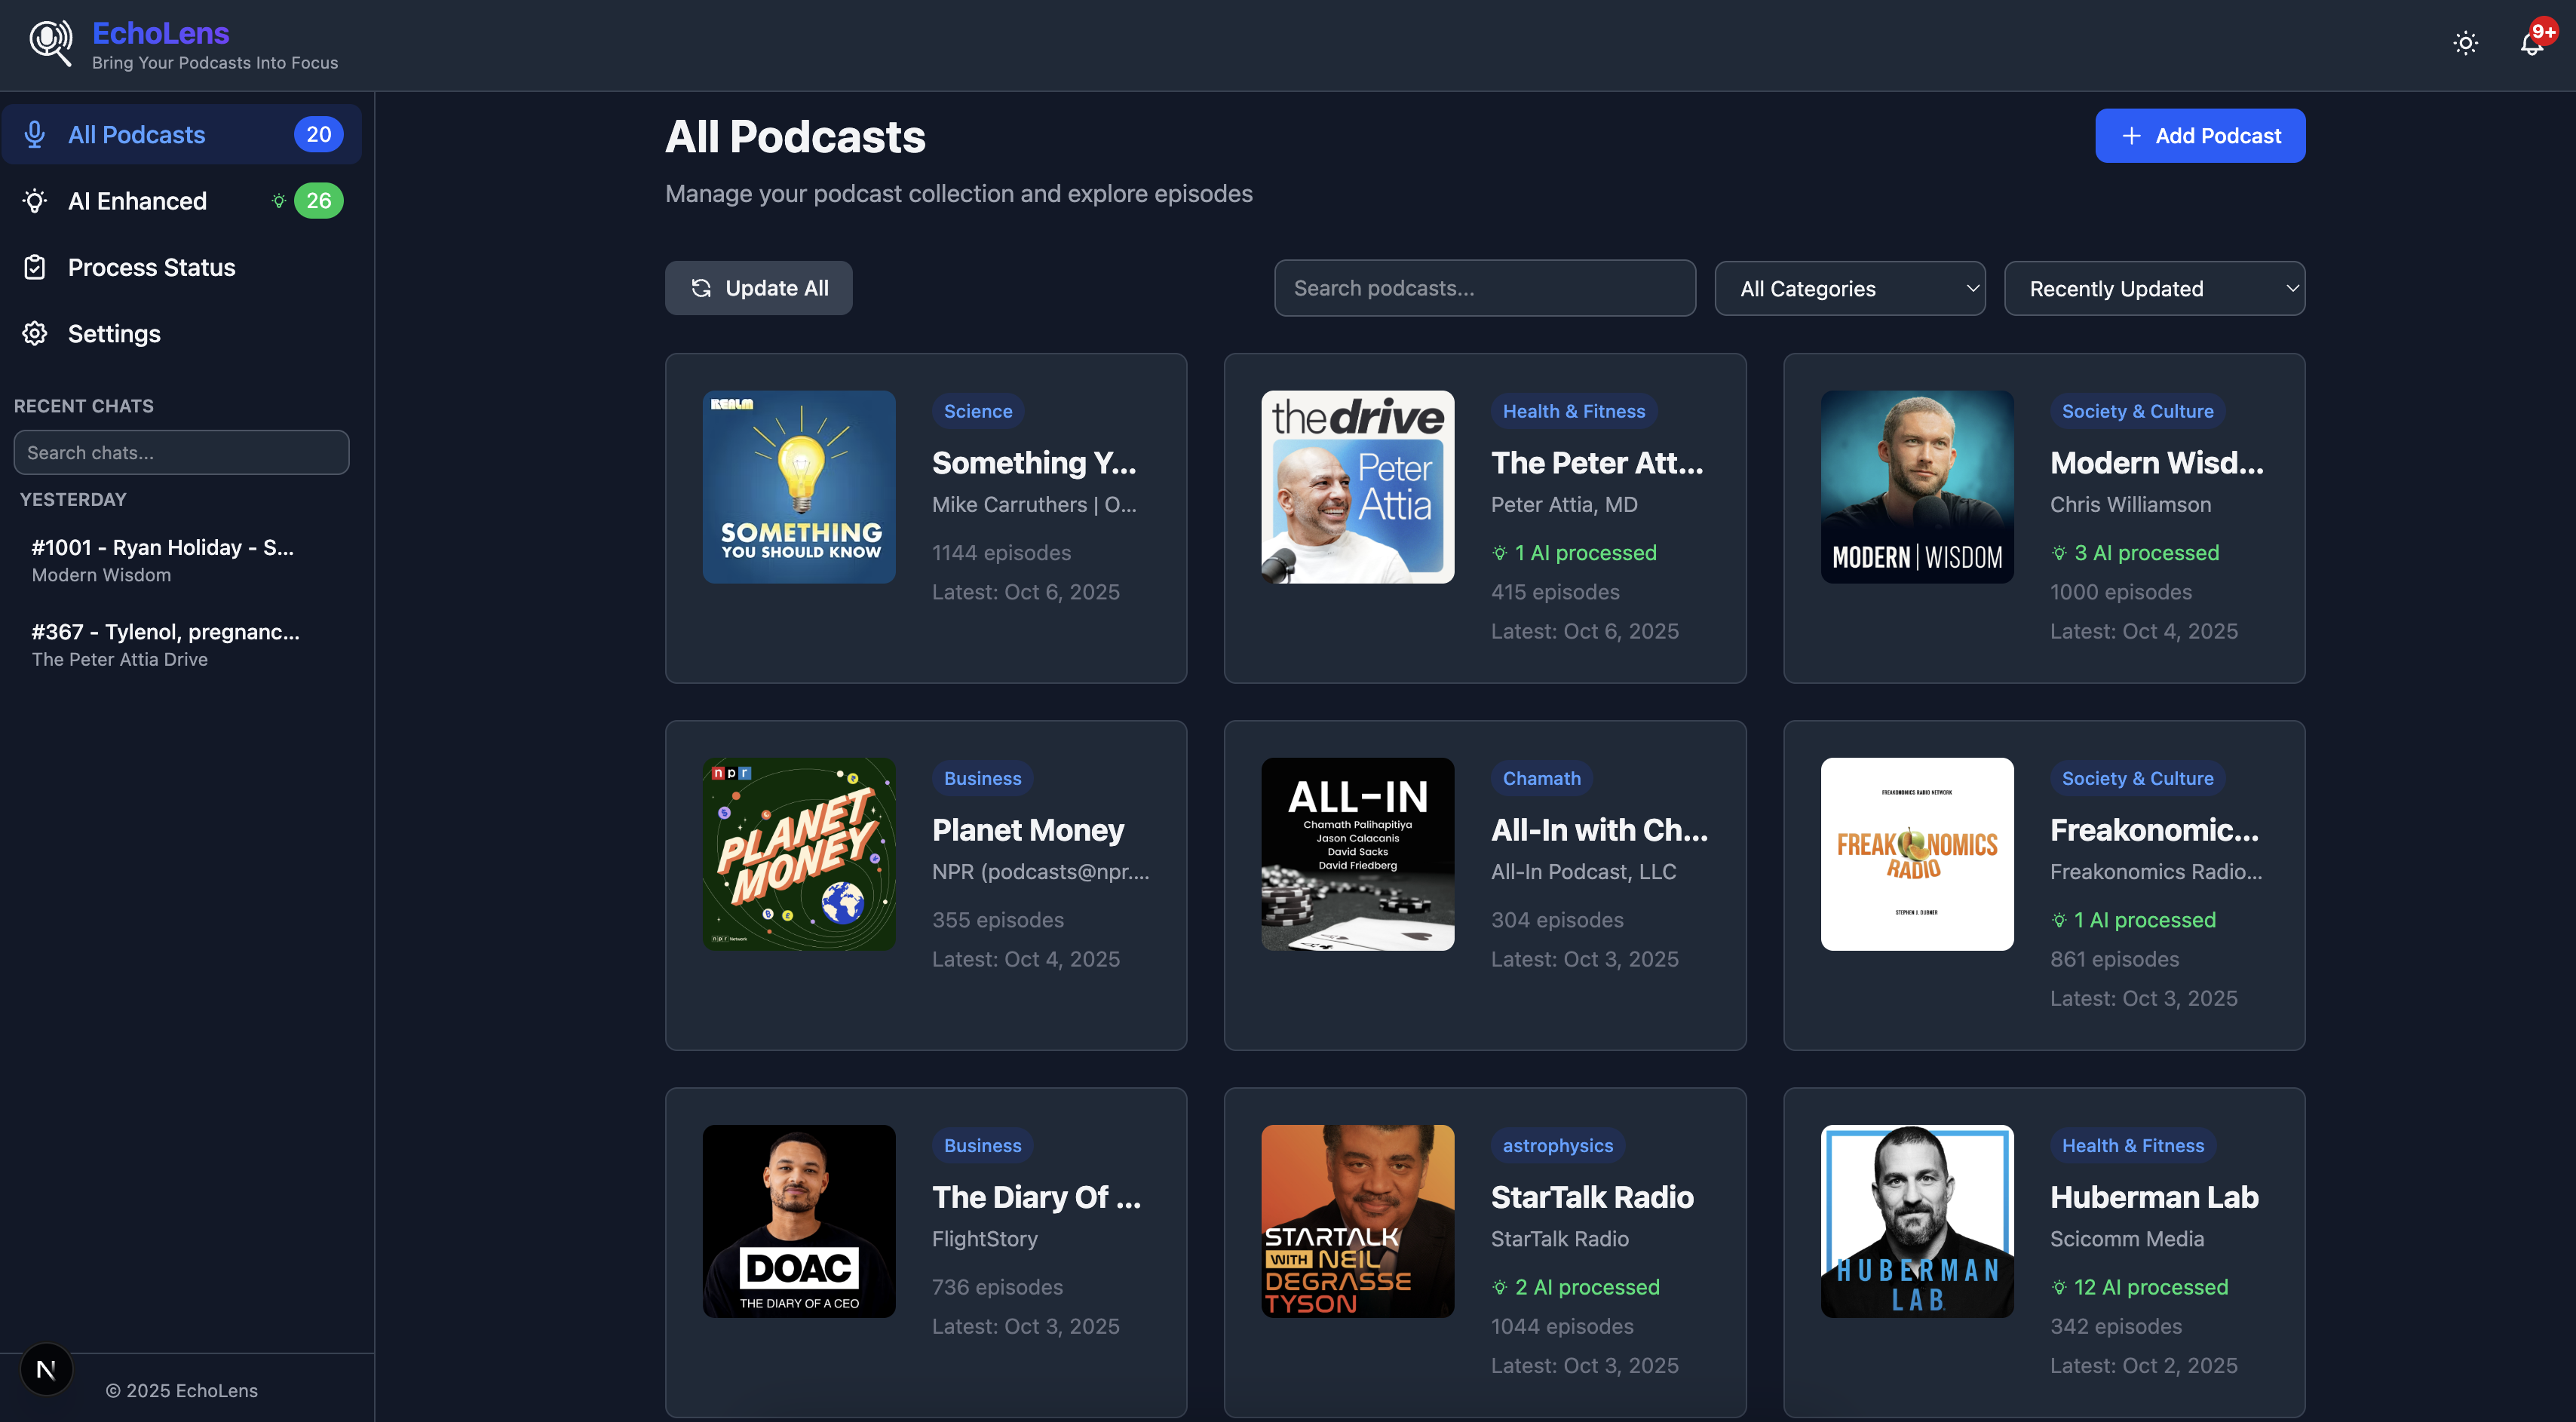 EchoLens
Bring Your Podcasts Into Focus
9+
All Podcasts 20
AI Enhanced 26
Process Status
Settings
RECENT CHATS
Search chats...
YESTERDAY
#1001 - Ryan Holiday - S...
Modern Wisdom
#367 - Tylenol, pregnanc...
The Peter Attia Drive
N
© 2025 EchoLens
All Podcasts
Add Podcast
Manage your podcast collection and explore episodes
Update All
Search podcasts...
All Categories
Recently Updated
REALM
SOMETHING
YOU SHOULD KNOW
Science
Something Y...
Mike Carruthers | O...
1144 episodes
Latest: Oct 6, 2025
thedrive
Peter
Attia
Health & Fitness
The Peter Att...
Peter Attia, MD
1 AI processed
415 episodes
Latest: Oct 6, 2025
MODERN | WISDOM
Society & Culture
Modern Wisd...
Chris Williamson
3 AI processed
1000 episodes
Latest: Oct 4, 2025
npr
PLANET
MONEY
npr Network
Business
Planet Money
NPR (podcasts@npr....
355 episodes
Latest: Oct 4, 2025
ALL-IN
Chamath Palihapitiya
Jason Calacanis
David Sacks
David Friedberg
Chamath
All-In with Ch...
All-In Podcast, LLC
304 episodes
Latest: Oct 3, 2025
FREAKONOMICS RADIO NETWORK
FREAKONOMICS
RADIO
STEPHEN J. DUBNER
Society & Culture
Freakonomic...
Freakonomics Radio...
1 AI processed
861 episodes
Latest: Oct 3, 2025
DOAC
THE DIARY OF A CEO
Business
The Diary Of ...
FlightStory
736 episodes
Latest: Oct 3, 2025
STARTALK
WITH NEIL
DEGRASSE
TYSON
astrophysics
StarTalk Radio
StarTalk Radio
2 AI processed
1044 episodes
Latest: Oct 3, 2025
HUBERMAN
LAB
Health & Fitness
Huberman Lab
Scicomm Media
12 AI processed
342 episodes
Latest: Oct 2, 2025